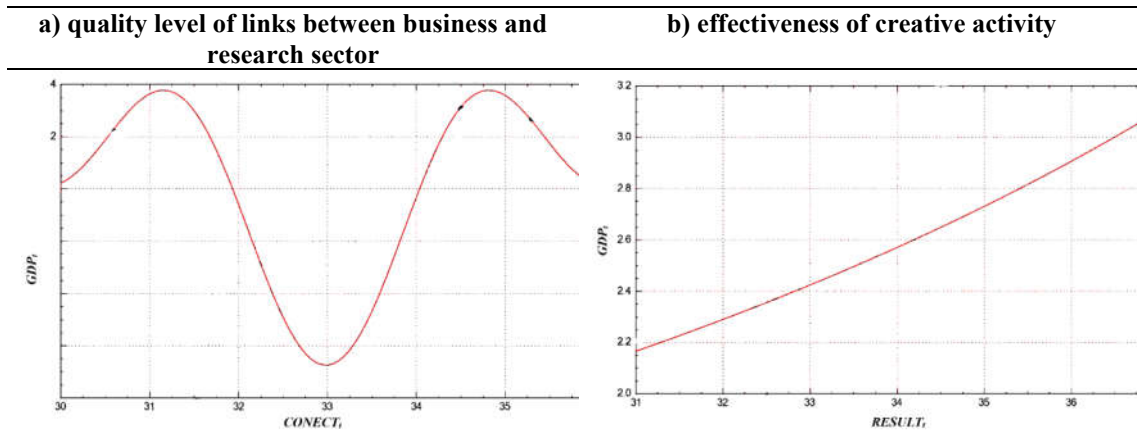 a) quality level of links between business and
research sector
b) effectiveness of creative activity
4
2
GDPt
30 31 32 33 34 35
CONECTt
3.2
3.0
2.8
2.6
2.4
2.2
2.0
GDPt
31 32 33 34 35 36
RESULTt